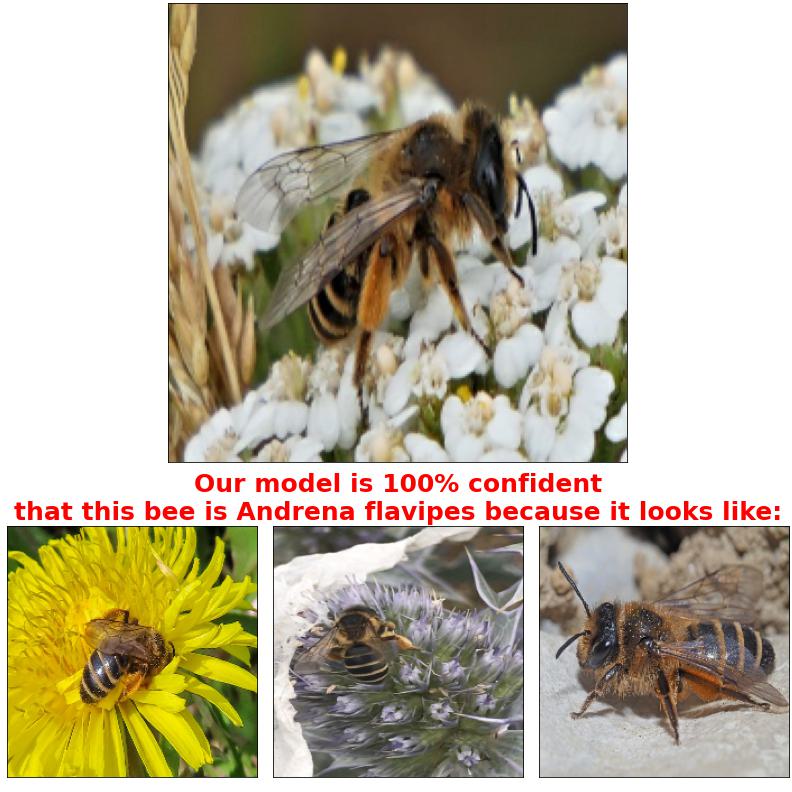 Our model is 100% confident
that this bee is Andrena flavipes because it looks like: